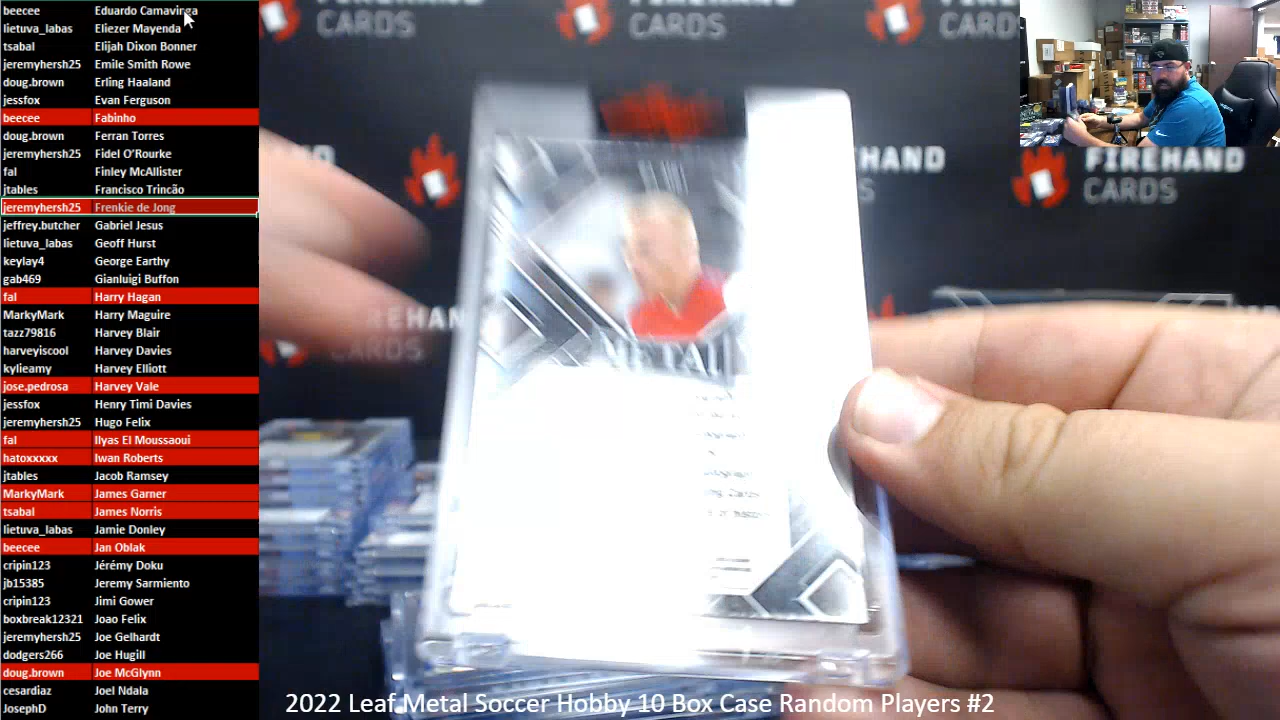 beecee Eduardo Camavinga
lietuva_labas Eliezer Mayenda
tsabal Elijah Dixon Bonner
jeremyhersh25 Emile Smith Rowe
doug.brown Erling Haaland
jessfox Evan Ferguson
beecee Fabinho
doug.brown Ferran Torres
jeremyhersh25 Fidel O'Rourke
fal Finley McAllister
jtables Francisco Trincão
jeremyhersh25 Frenkie de Jong
jeffrey.butcher Gabriel Jesus
lietuva_labas Geoff Hurst
keylay4 George Earthy
gab469 Gianluigi Buffon
fal Harry Hagan
MarkyMark Harry Maguire
tazz79816 Harvey Blair
harveyiscool Harvey Davies
kylieamy Harvey Elliott
jose.pedrosa Harvey Vale
jessfox Henry Timi Davies
jeremyhersh25 Hugo Felix
fal Ilyas El Moussaoui
hatoxxxxx Iwan Roberts
jtables Jacob Ramsey
MarkyMark James Garner
tsabal James Norris
lietuva_labas Jamie Donley
beecee Jan Oblak
cripin123 Jérémy Doku
jb15385 Jeremy Sarmiento
cripin123 Jimi Gower
boxbreak12321 Joao Felix
jeremyhersh25 Joe Gelhardt
dodgers266 Joe Hugill
doug.brown Joe McGlynn
cesardiaz Joel Ndala
JosephD John Terry
CARDS
CARDS
FIREHAND
CARDS
CARDS
METAL
2022 Leaf Metal Soccer Hobby 10 Box Case Random Players #2